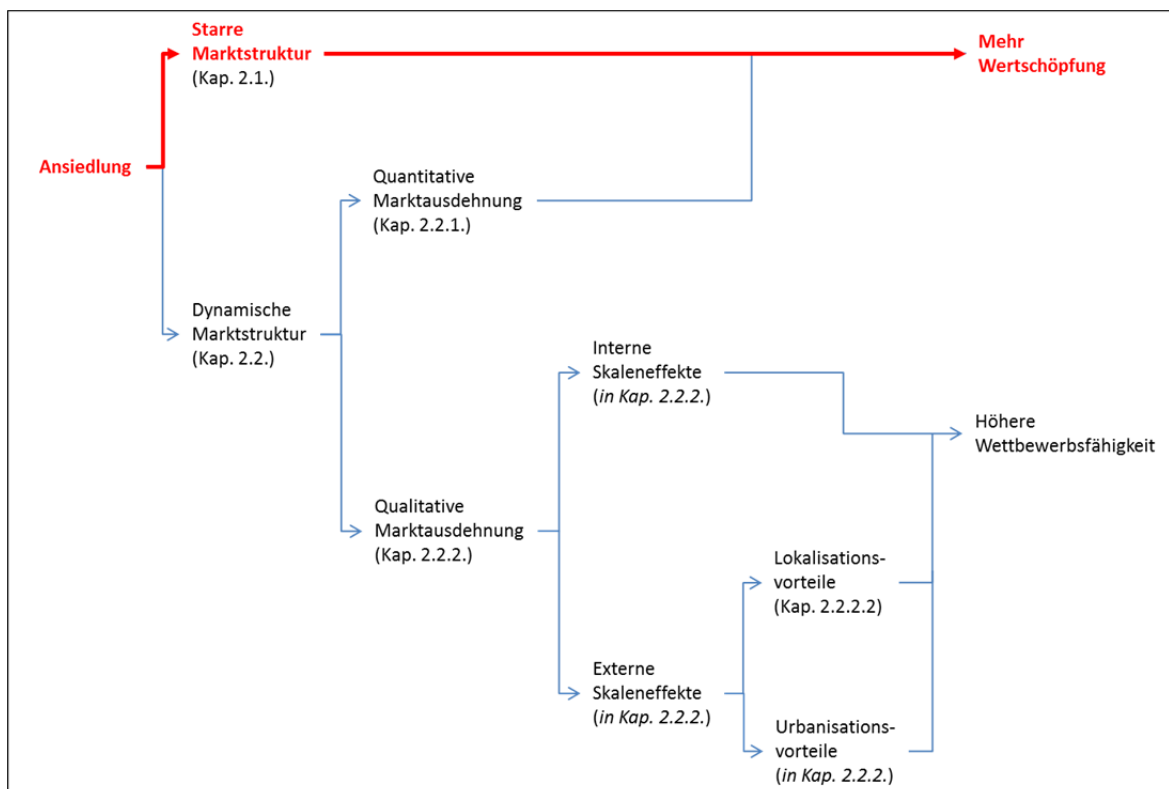 Starre
Marktstruktur
(Kap. 2.1.)
Mehr
Wertschöpfung
Ansiedlung
Quantitative
Marktausdehnung
(Kap. 2.2.1.)
Dynamische
Marktstruktur
(Kap. 2.2.)
Interne
Skaleneffekte
(in Kap. 2.2.2.)
Höhere
Wettbewerbsfähigkeit
Qualitative
Marktausdehnung
(Kap. 2.2.2.)
Lokalisations-
vorteile
(Kap. 2.2.2.2)
Externe
Skaleneffekte
(in Kap. 2.2.2.)
Urbanisations-
vorteile
(in Kap. 2.2.2.)